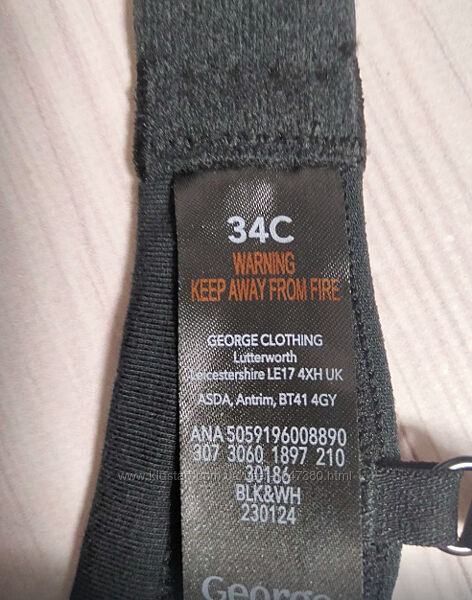 34C
WARNING
KEEP AWAY FROM FIRE
GEORGE CLOTHING
Lutterworth
Leicestershire LE17 4XH UK
ASDA, Antrim, BT41 4GY
ANA 5059196008890
307 3060 1897 210
30186
BLK&WH
230124
George